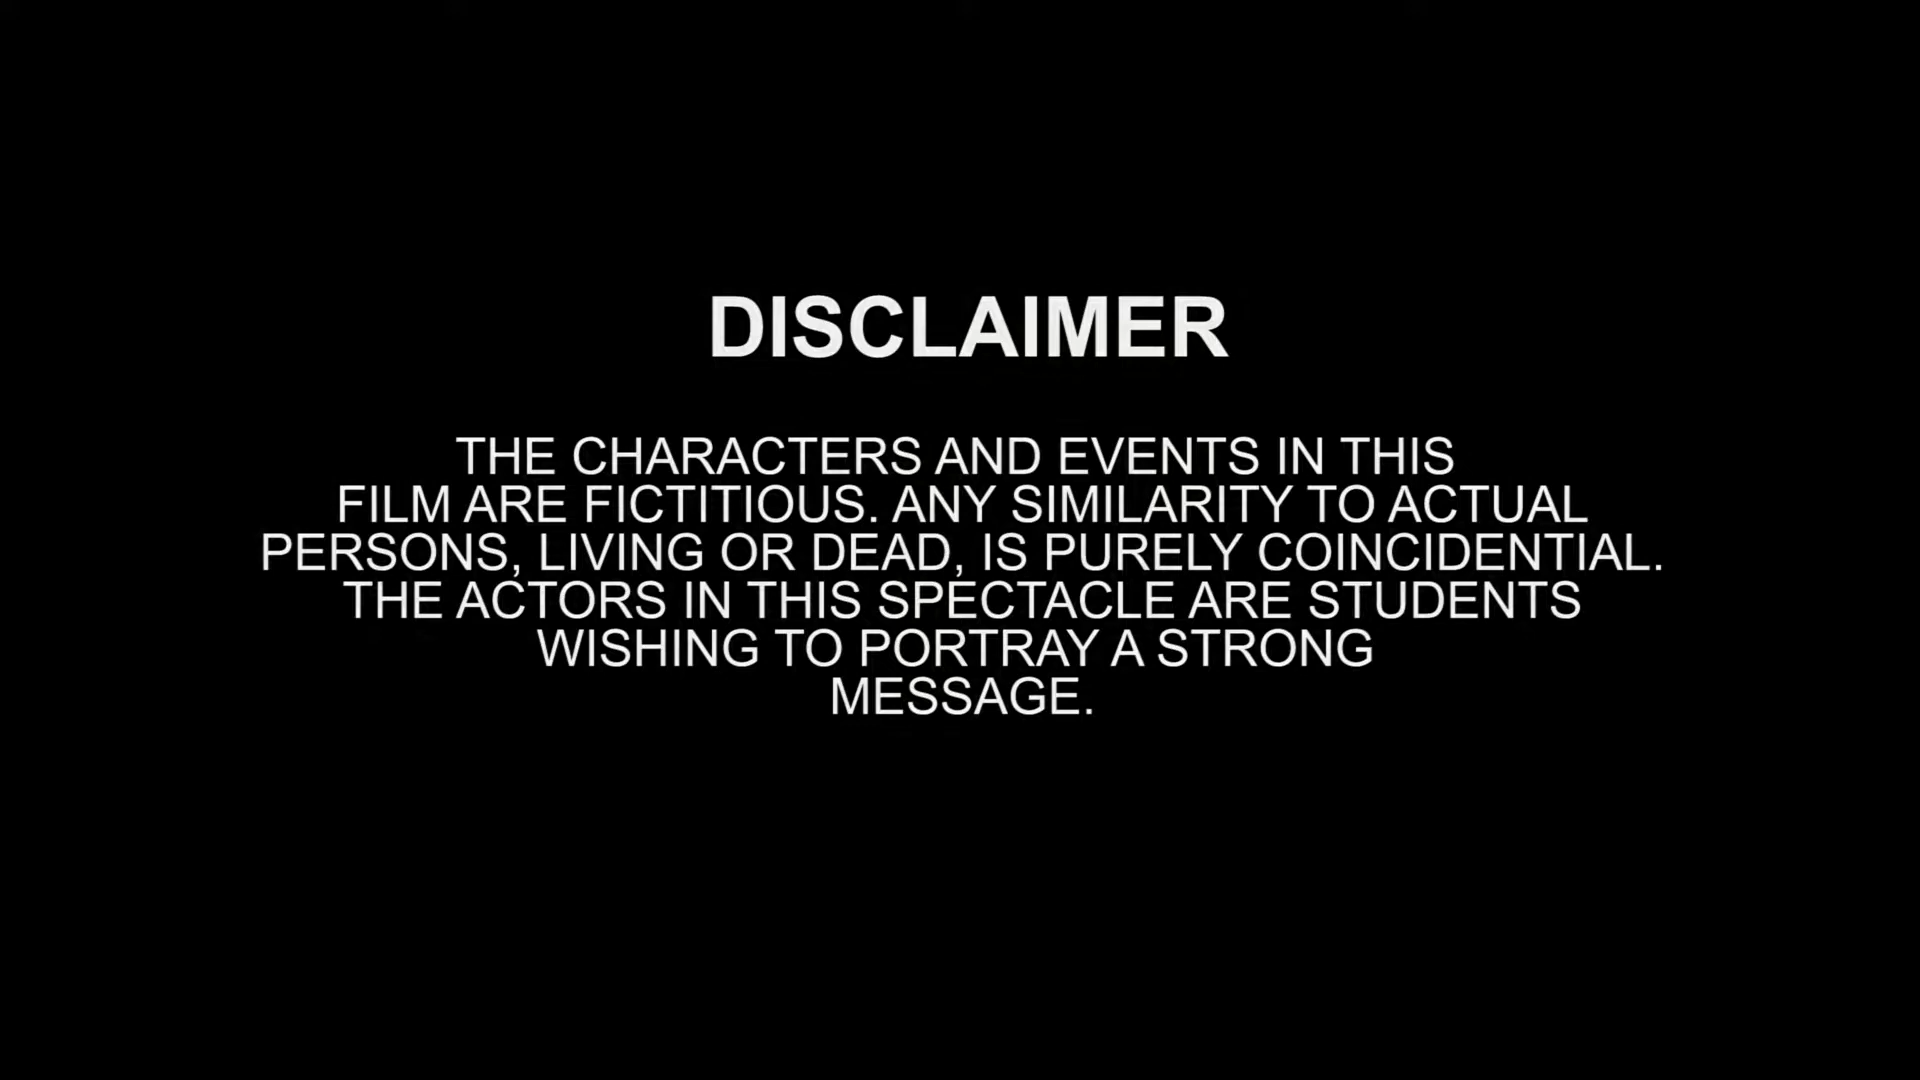 DISCLAIMER
THE CHARACTERS AND EVENTS IN THIS
FILM ARE FICTITIOUS. ANY SIMILARITY TO ACTUAL
PERSONS, LIVING OR DEAD, IS PURELY COINCIDENTIAL.
THE ACTORS IN THIS SPECTACLE ARE STUDENTS
WISHING TO PORTRAY A STRONG
MESSAGE.